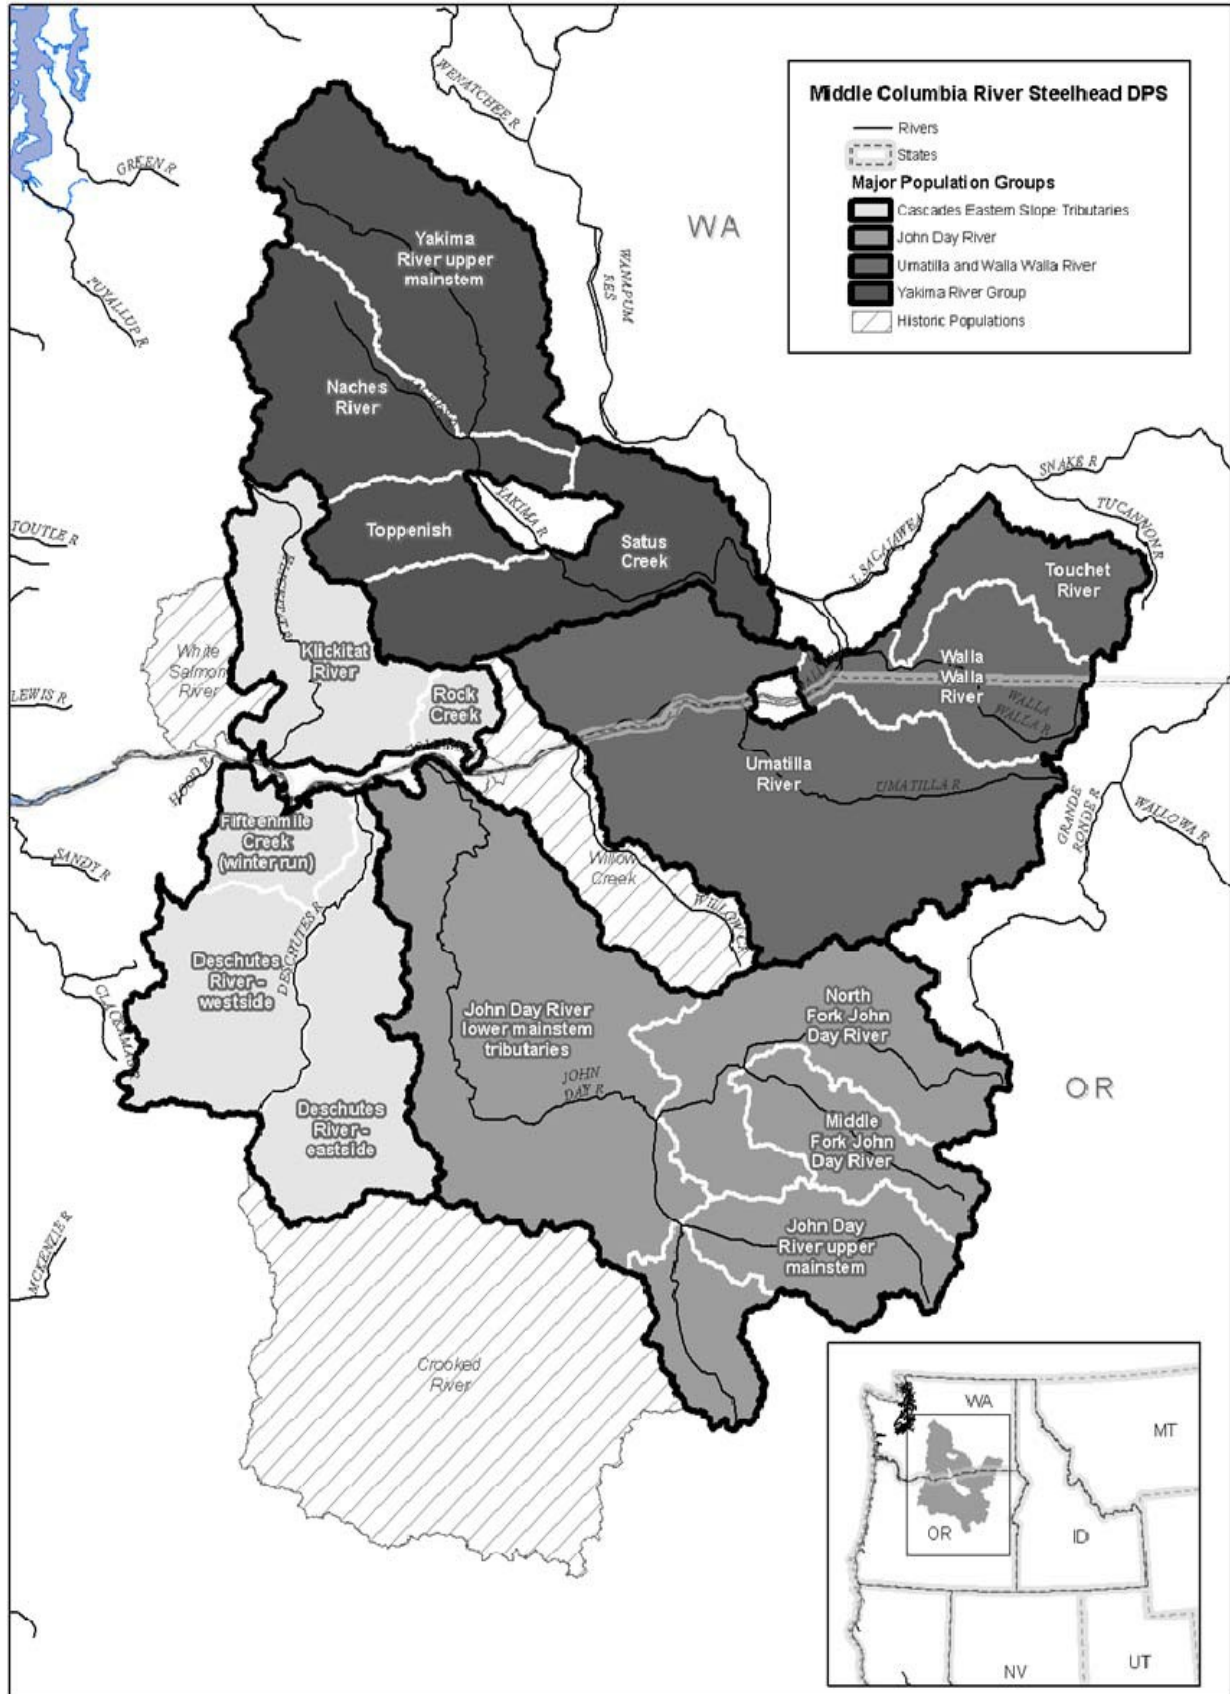 Middle Columbia River Steelhead DPS
Rivers
States
Major Population Groups
Cascades Eastern Slope Tributaries
John Day River
Umatilla and Walla Walla River
Yakima River Group
Historic Populations
WENATCHEE R
GREEN R
PUYALLUP R
WA
WANAPUM
RES
Yakima
River upper
mainstem
Naches
River
SNAKE R
TUCANNON R
L SACAJAWEA
YAKIMA R
TOUTLE R
Toppenish
Satus
Creek
Touchet
River
KLICKITAT R
White
Salmon
River
Klickitat
River
Rock
Creek
Walla
Walla
River
WALLA
WALLA R
LEWIS R
HOOD R
Umatilla
River
UMATILLA R
GRANDE
RONDE R
WALLOWA R
Fifteenmile
Creek
(winter run)
SANDY R
Willow
Creek
WILLOW CR
DESCHUTES R
Deschutes
River -
westside
CLACKAMAS
John Day River
lower mainstem
tributaries
North
Fork John
Day River
JOHN
DAY R
OR
Deschutes
River -
eastside
Middle
Fork John
Day River
MCKENZIE R
John Day
River upper
mainstem
Crooked
River
WA
MT
OR
ID
NV
UT